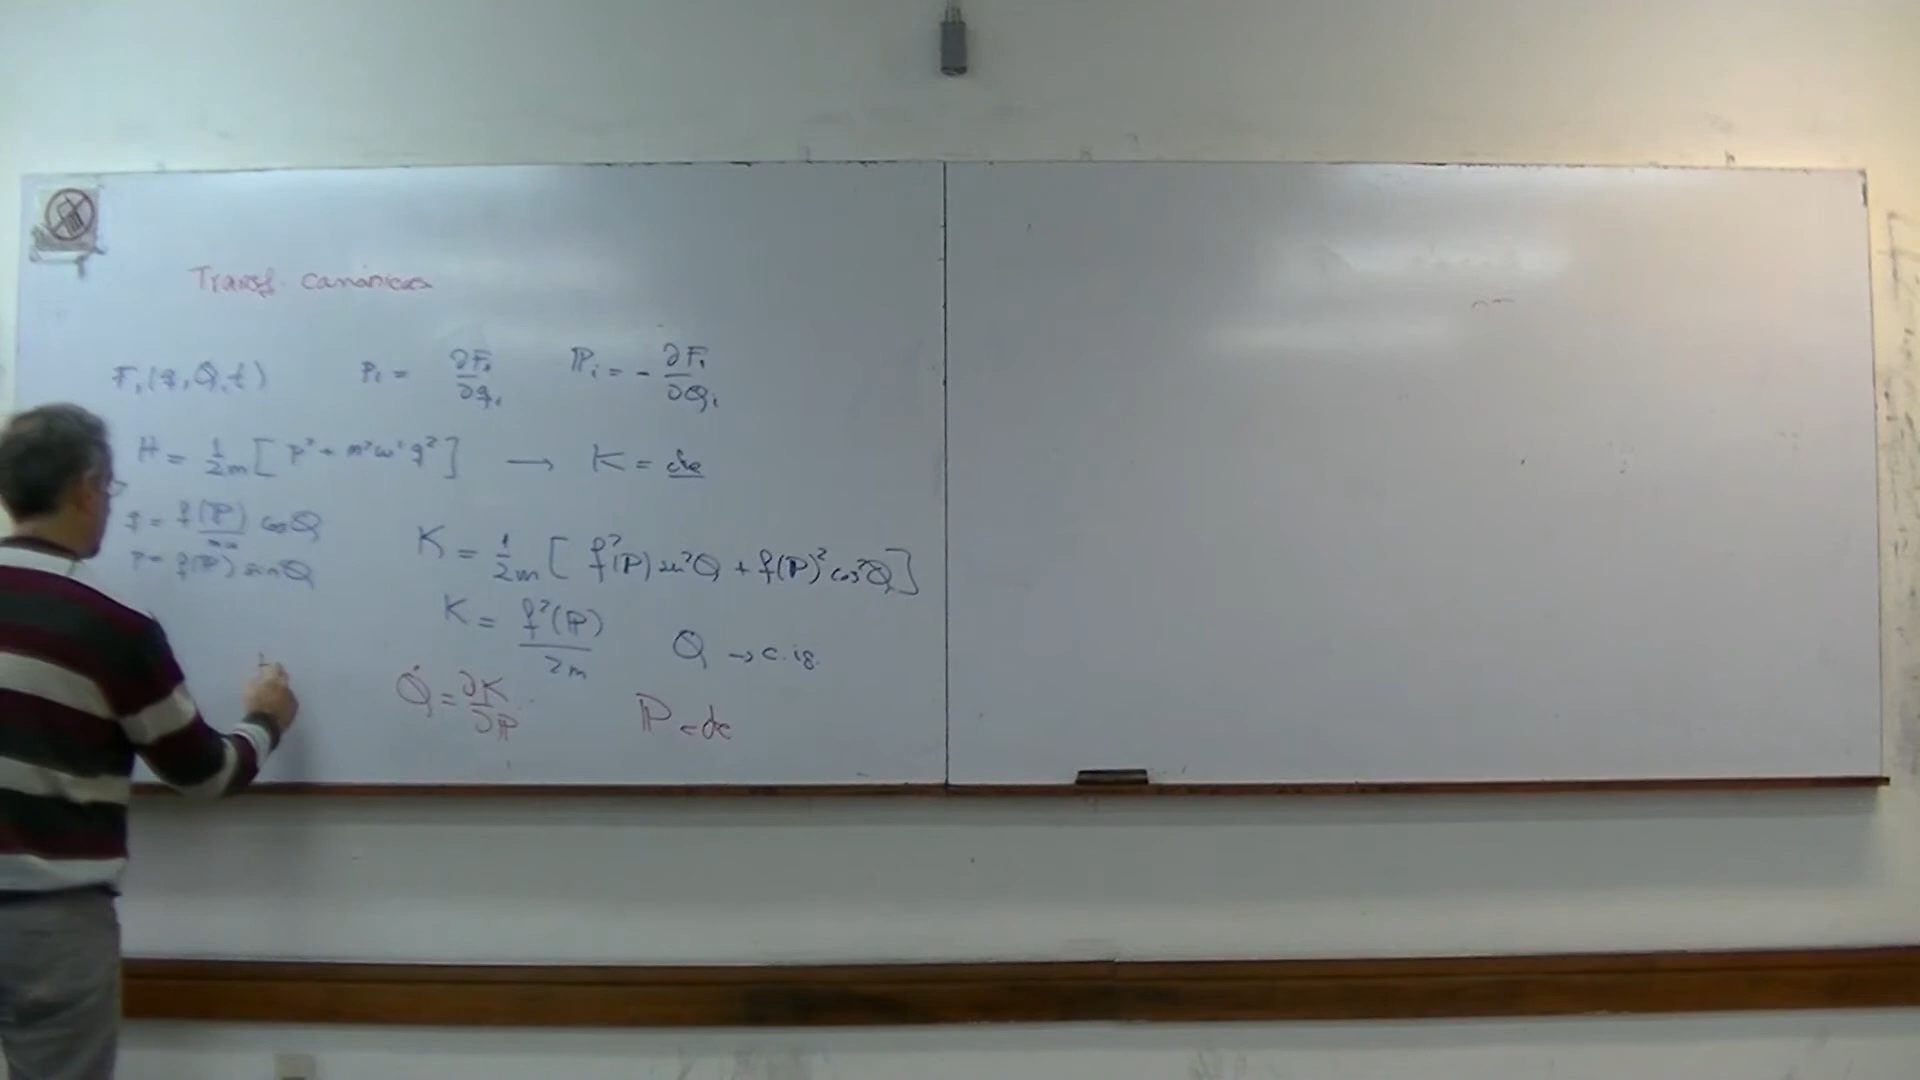 Transf. canónicas
F₁(q, Q, t) pᵢ = ∂F₁/∂qᵢ ℙᵢ = - ∂F₁/∂Qᵢ
H = 1/2m [ p² + m²ω²q² ] → K = cte
q = f(ℙ)/mω cos Q
p = f(ℙ) sin Q
K = 1/2m [ f²(ℙ) sen²Q + f(ℙ)² cos²Q ]
K = f²(ℙ)/2m Q → c. ig.
Q̇ = ∂K/∂ℙ ℙ = cte